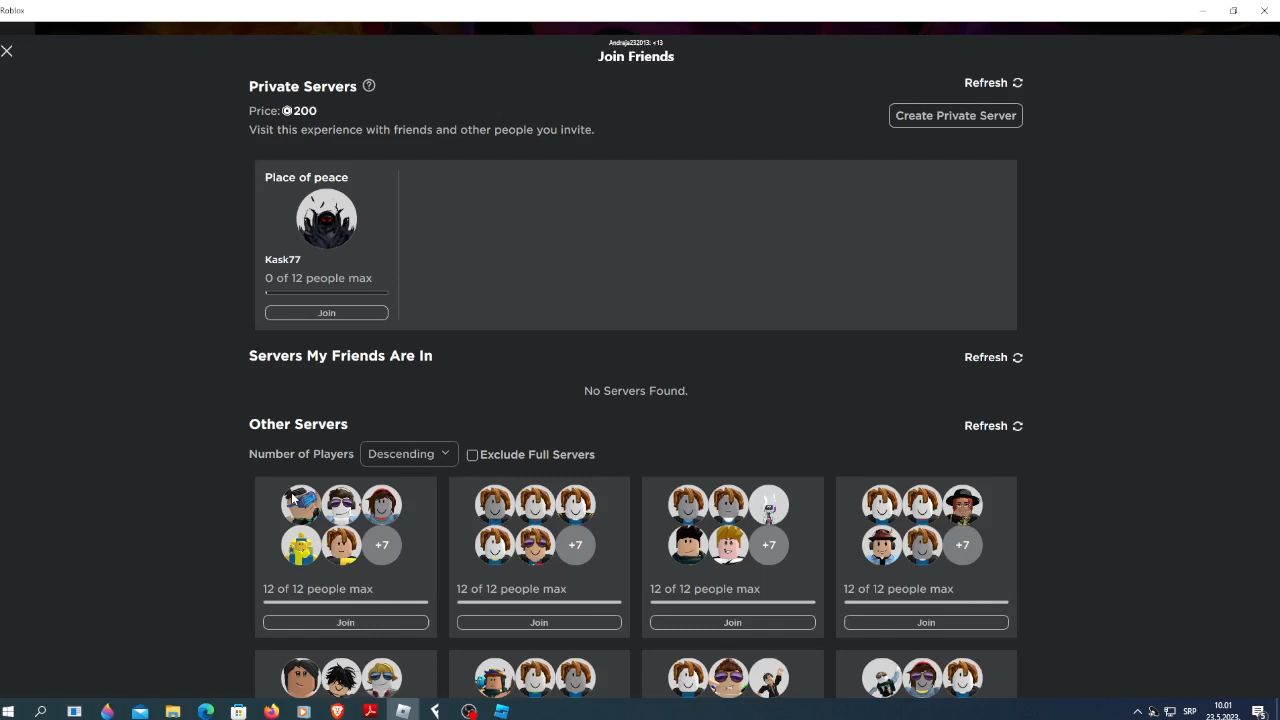 Roblox
Andreja232013: <13
Join Friends
Private Servers
Refresh
Price: 200
Create Private Server
Visit this experience with friends and other people you invite.
Place of peace
Kask77
0 of 12 people max
Join
Servers My Friends Are In
Refresh
No Servers Found.
Other Servers
Refresh
Number of Players Descending Exclude Full Servers
+7 +7 +7 +7
12 of 12 people max 12 of 12 people max 12 of 12 people max 12 of 12 people max
Join Join Join Join
SRP
10.01
23.5.2023.